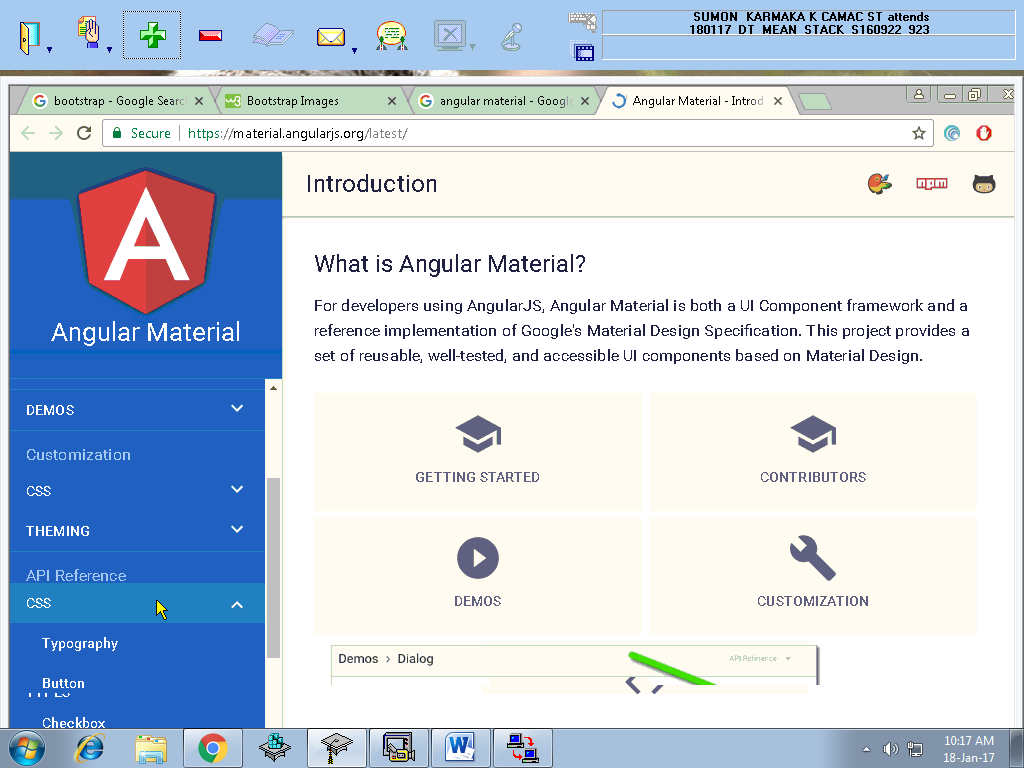 SUMON KARMAKA K CAMAC ST attends
180117 DT MEAN STACK S160922 923
bootstrap - Google Searc
Bootstrap Images
angular material - Googl
Angular Material - Introd
Secure
https://material.angularjs.org/latest/
Angular Material
Introduction
npm
What is Angular Material?
For developers using AngularJS, Angular Material is both a UI Component framework and a
reference implementation of Google's Material Design Specification. This project provides a
set of reusable, well-tested, and accessible UI components based on Material Design.
DEMOS
Customization
CSS
THEMING
API Reference
CSS
Typography
Button
Checkbox
GETTING STARTED
CONTRIBUTORS
DEMOS
CUSTOMIZATION
Demos > Dialog
API Reference
10:17 AM
18-Jan-17